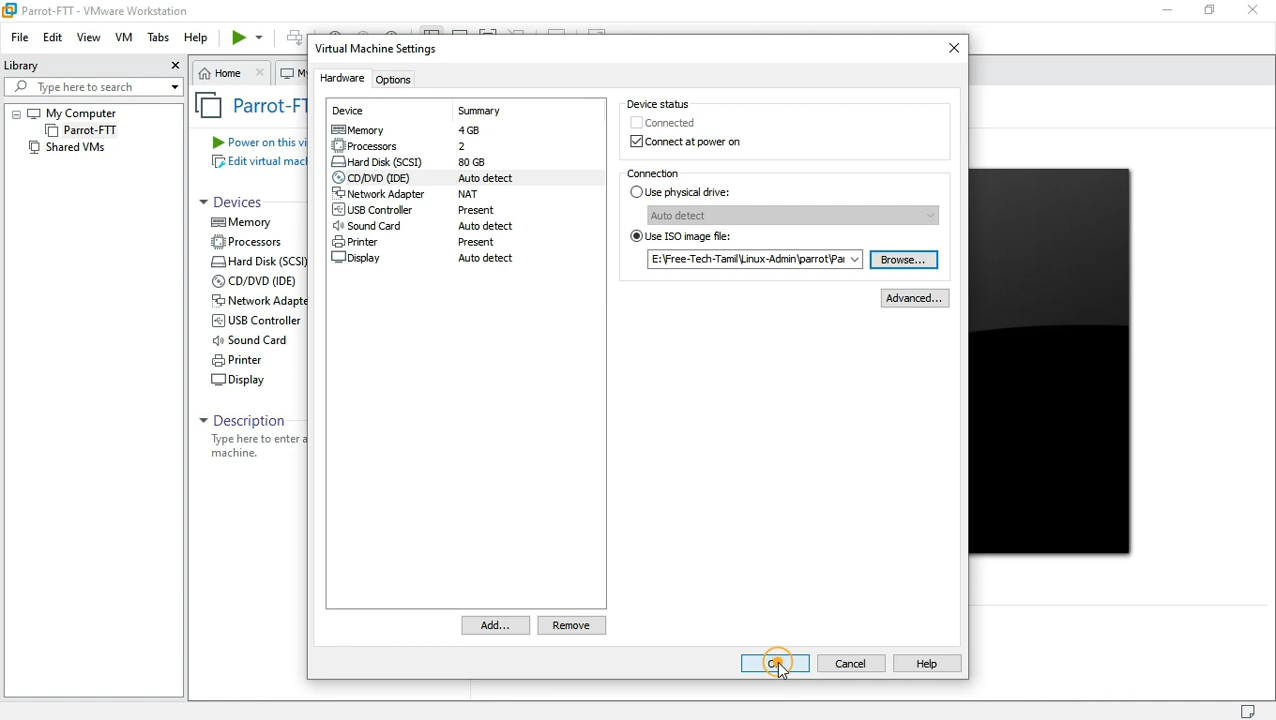 Parrot-FTT - VMware Workstation
File Edit View VM Tabs Help
Library
Type here to search
My Computer
Parrot-FTT
Shared VMs
Home
Parrot-FT
Power on this vi
Edit virtual mac
Devices
Memory
Processors
Hard Disk (SCSI)
CD/DVD (IDE)
Network Adapte
USB Controller
Sound Card
Printer
Display
Description
Type here to enter a
machine.
Virtual Machine Settings
Hardware Options
Device Summary
Memory 4 GB
Processors 2
Hard Disk (SCSI) 80 GB
CD/DVD (IDE) Auto detect
Network Adapter NAT
USB Controller Present
Sound Card Auto detect
Printer Present
Display Auto detect
Add... Remove
Device status
Connected
Connect at power on
Connection
Use physical drive:
Auto detect
Use ISO image file:
E:\Free-Tech-Tamil\Linux-Admin\parrot\Par
Browse...
Advanced...
Cancel Help